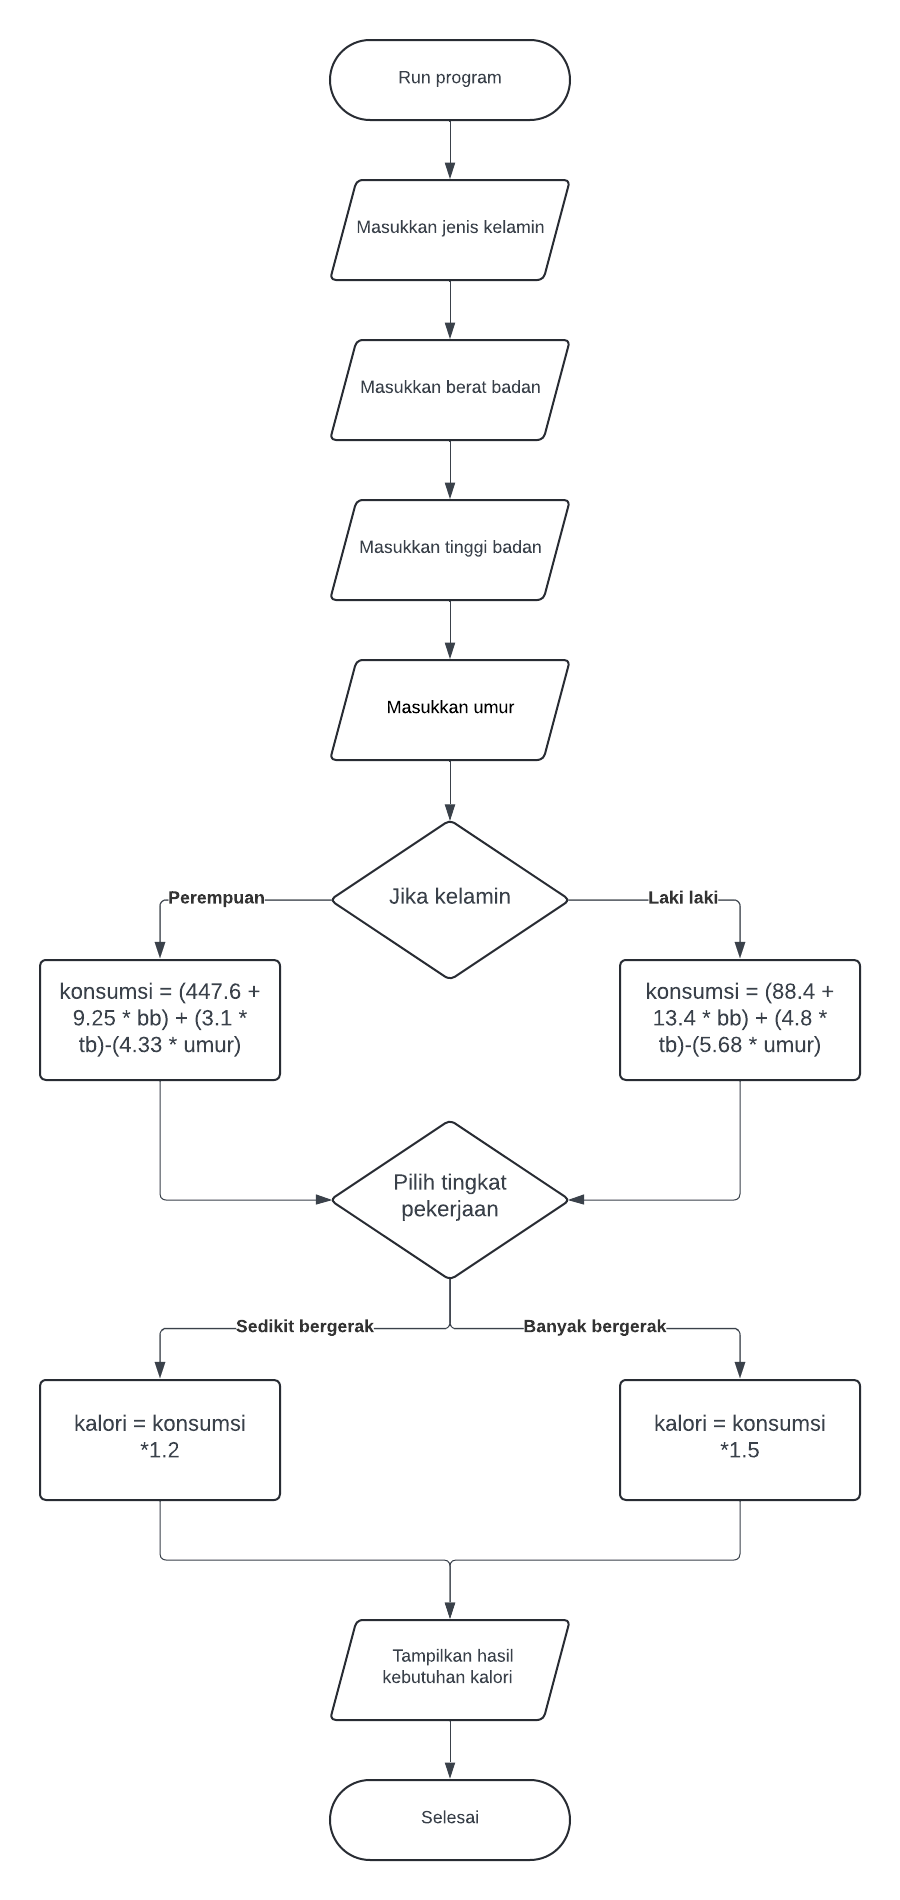 Run program
Masukkan jenis kelamin
Masukkan berat badan
Masukkan tinggi badan
Masukkan umur
Jika kelamin
Perempuan
Laki laki
konsumsi = (447.6 +
9.25 * bb) + (3.1 *
tb)-(4.33 * umur)
konsumsi = (88.4 +
13.4 * bb) + (4.8 *
tb)-(5.68 * umur)
Pilih tingkat
pekerjaan
Sedikit bergerak
Banyak bergerak
kalori = konsumsi
*1.2
kalori = konsumsi
*1.5
Tampilkan hasil
kebutuhan kalori
Selesai